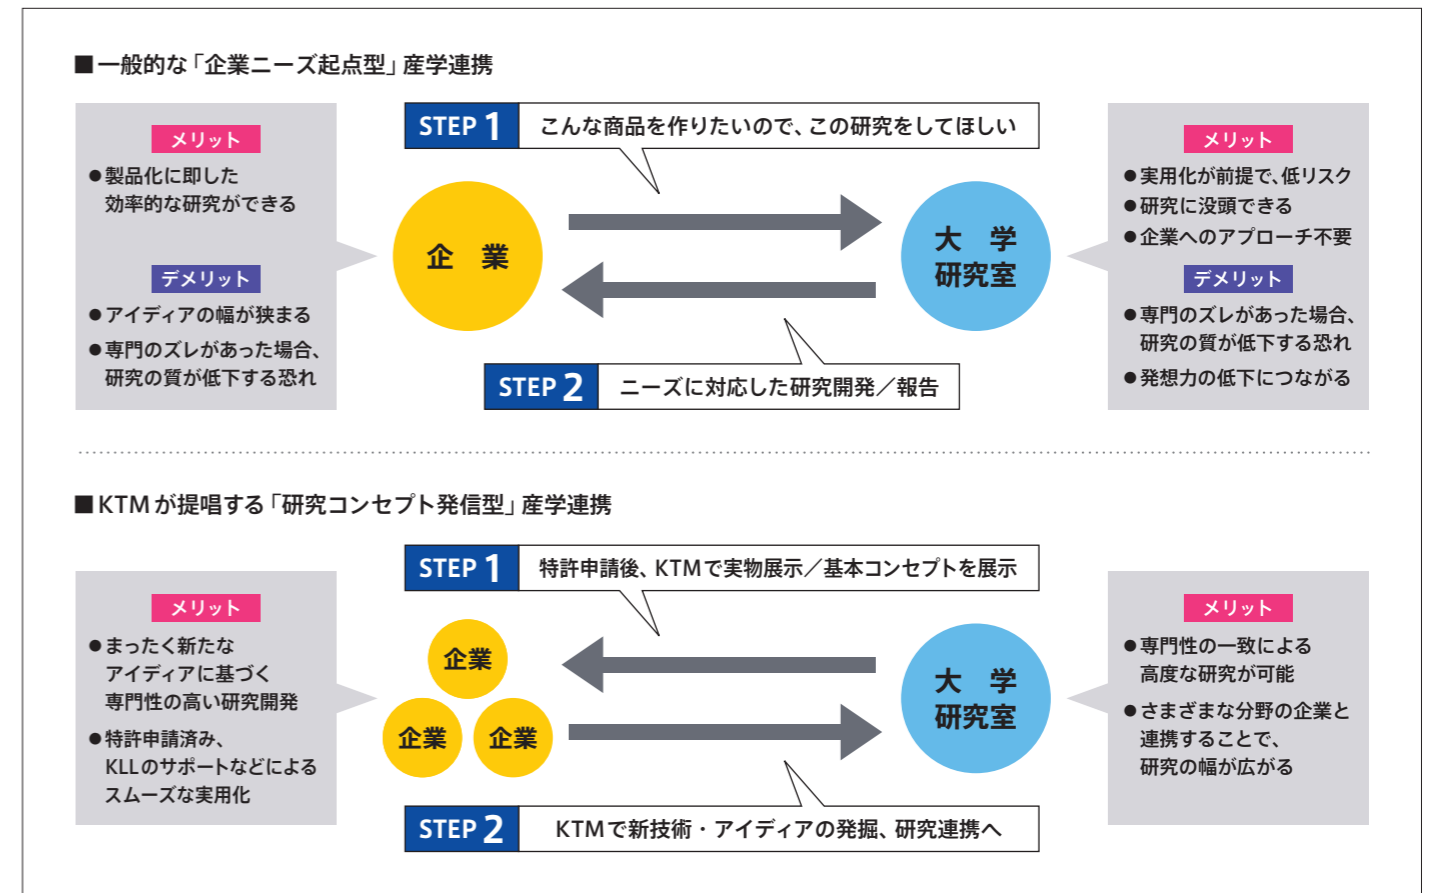 ■一般的な「企業ニーズ起点型」産学連携
メリット
●製品化に即した
効率的な研究ができる
デメリット
●アイディアの幅が狭まる
●専門のズレがあった場合、
研究の質が低下する恐れ
STEP 1 こんな商品を作りたいので、この研究をしてほしい
企 業
大 学
研究室
STEP 2 ニーズに対応した研究開発／報告
メリット
●実用化が前提で、低リスク
●研究に没頭できる
●企業へのアプローチ不要
デメリット
●専門のズレがあった場合、
研究の質が低下する恐れ
●発想力の低下につながる
■KTMが提唱する「研究コンセプト発信型」産学連携
メリット
●まったく新たな
アイディアに基づく
専門性の高い研究開発
●特許申請済み、
KLLのサポートなどによる
スムーズな実用化
STEP 1 特許申請後、KTMで実物展示／基本コンセプトを展示
企業
企業 企業
大 学
研究室
STEP 2 KTMで新技術・アイディアの発掘、研究連携へ
メリット
●専門性の一致による
高度な研究が可能
●さまざまな分野の企業と
連携することで、
研究の幅が広がる